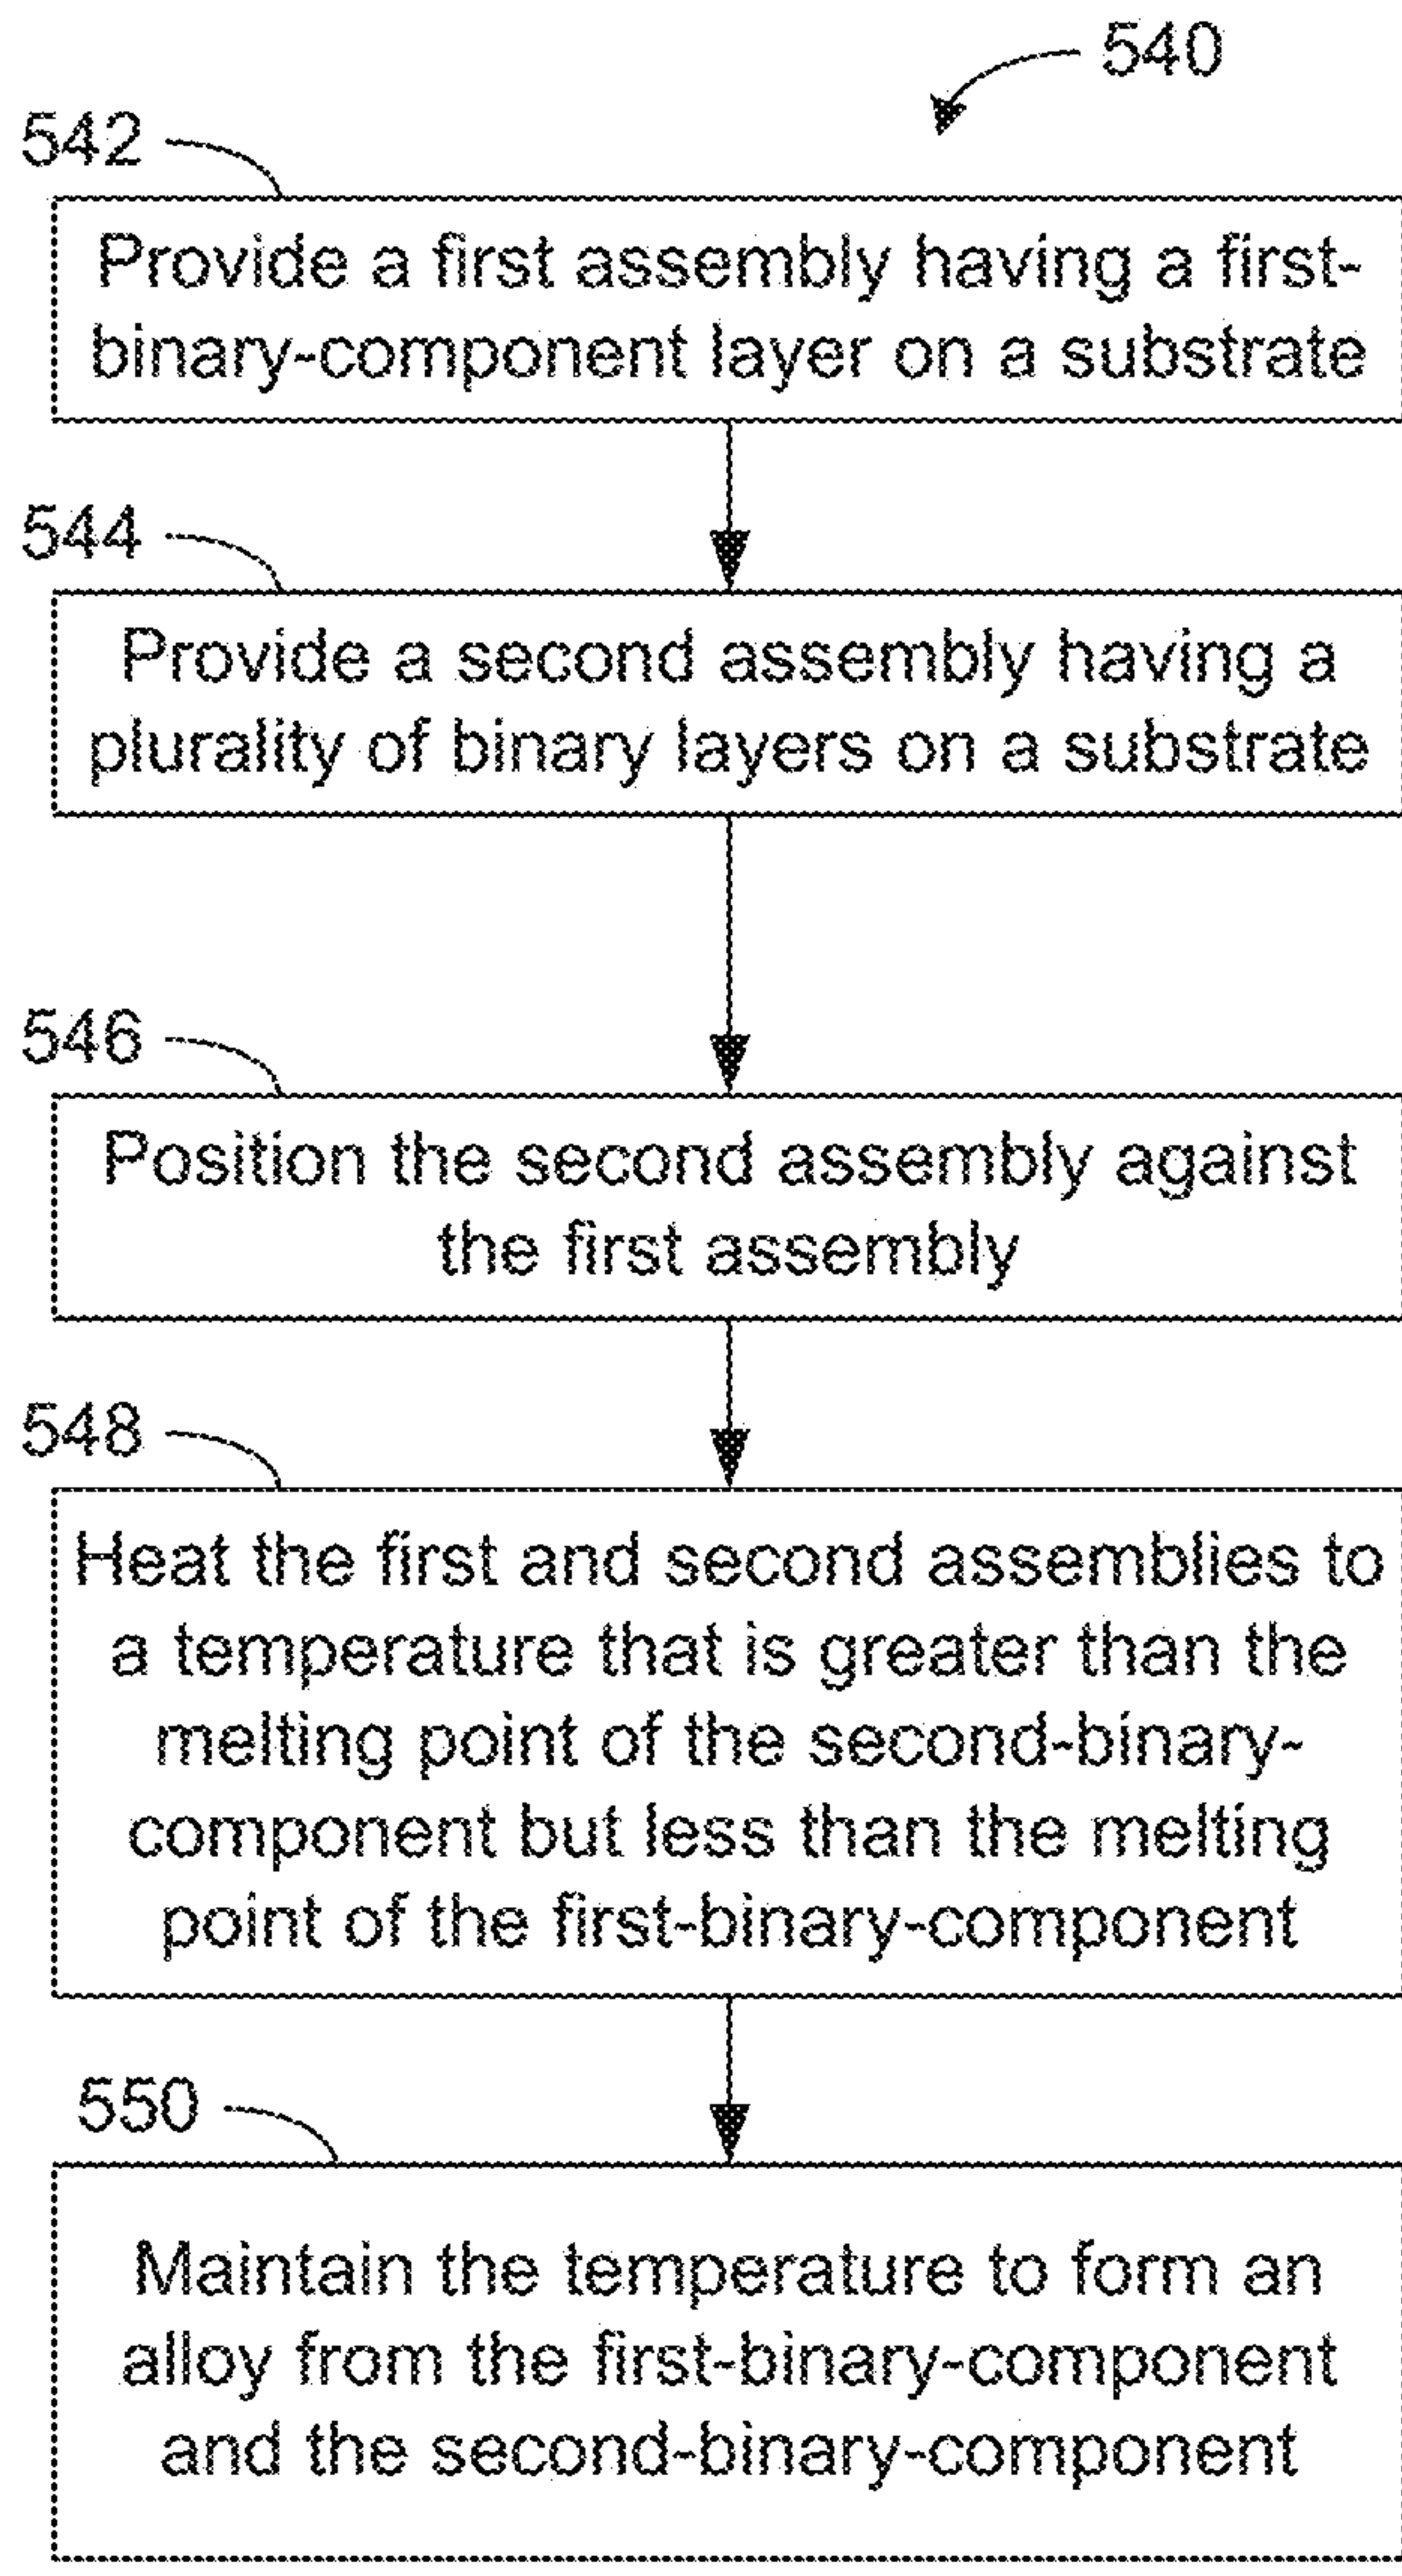 540
542
Provide a first assembly having a first-
binary-component layer on a substrate
544
Provide a second assembly having a
plurality of binary layers on a substrate
546
Position the second assembly against
the first assembly
548
Heat the first and second assemblies to
a temperature that is greater than the
melting point of the second-binary-
component but less than the melting
point of the first-binary-component
550
Maintain the temperature to form an
alloy from the first-binary-component
and the second-binary-component